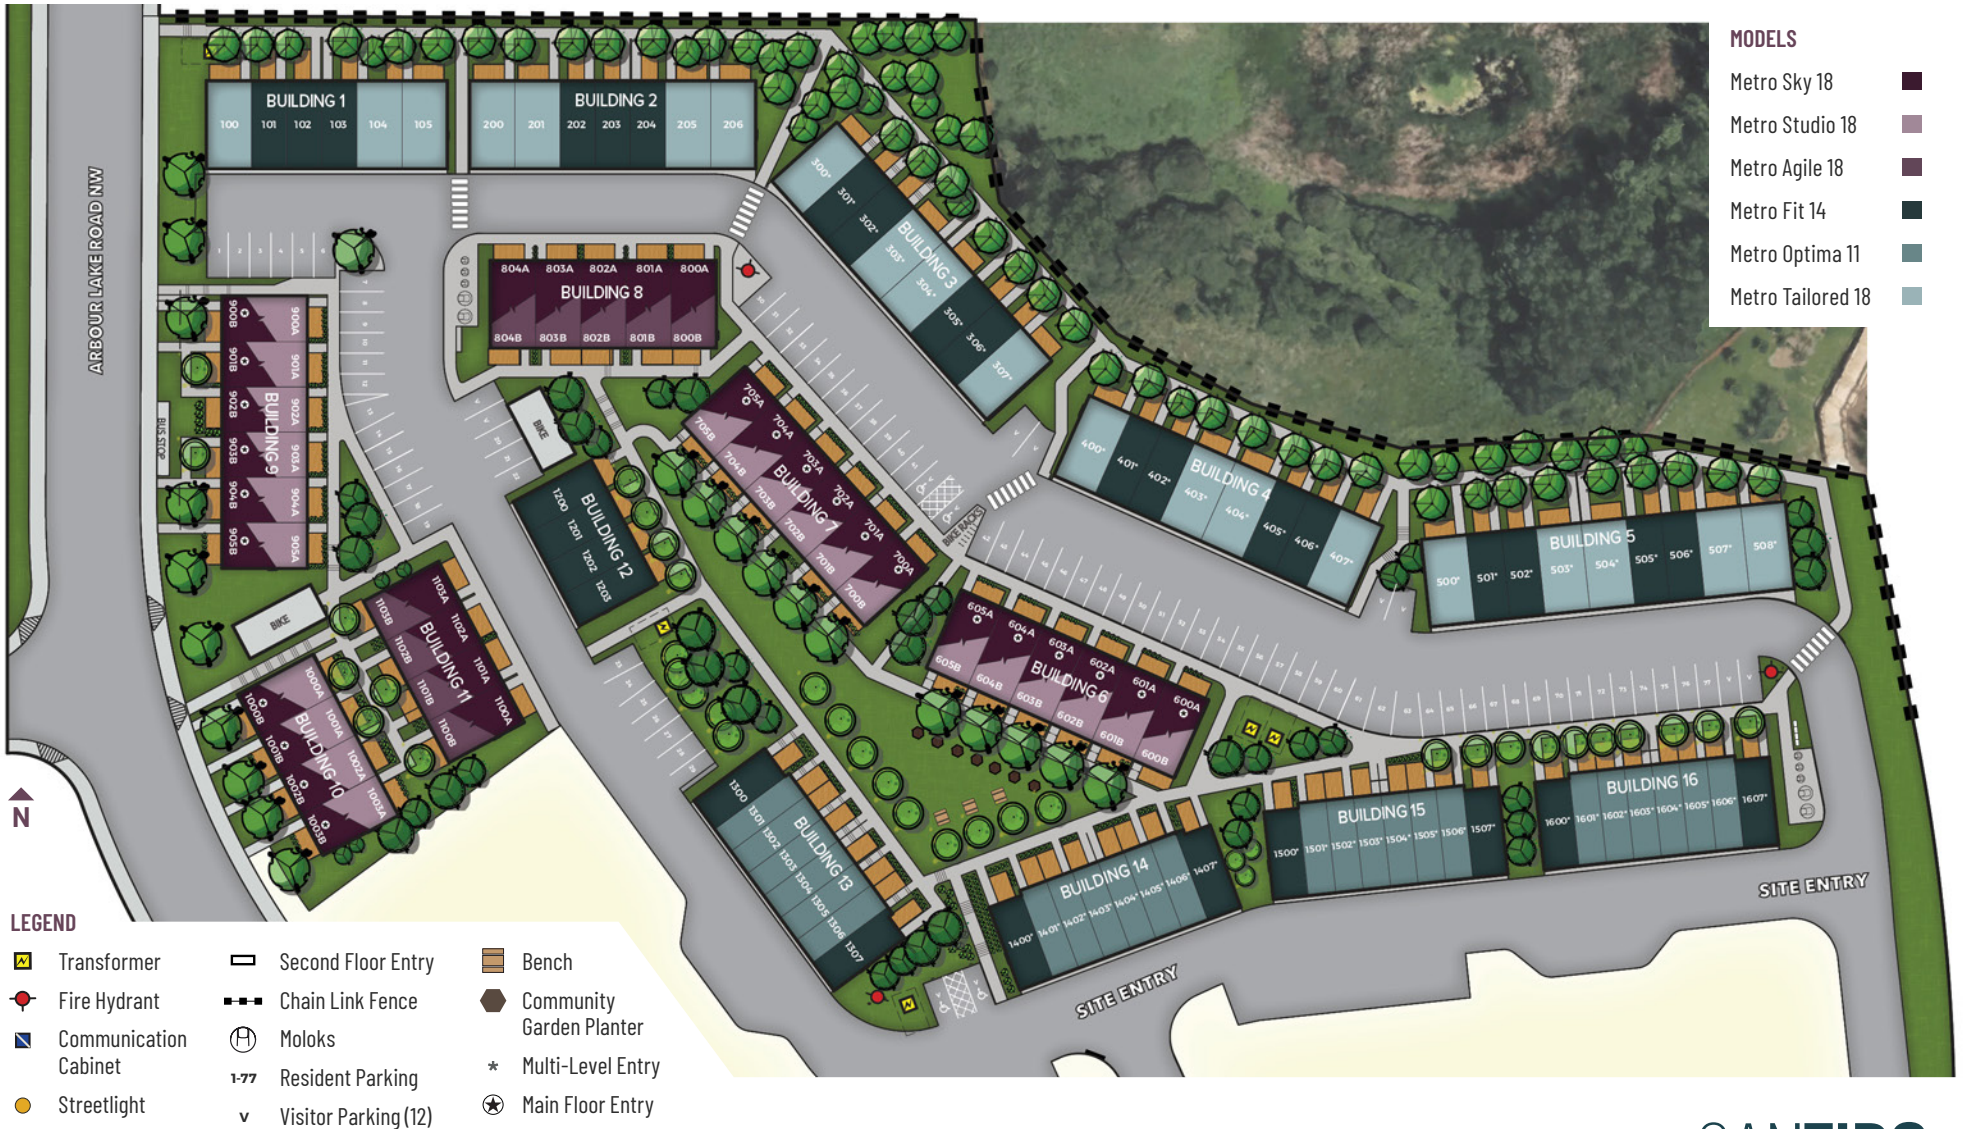 MODELS
Metro Sky 18
Metro Studio 18
Metro Agile 18
Metro Fit 14
Metro Optima 11
Metro Tailored 18
ARBOUR LAKE ROAD NW
BUS STOP
BUILDING 1
100 101 102 103 104 105
BUILDING 2
200 201 202 203 204 205 206
BUILDING 3
300* 301* 302* 303* 304* 305* 306* 307*
BUILDING 4
400* 401* 402* 403* 404* 405* 406* 407*
BUILDING 5
500* 501* 502* 503* 504* 505* 506* 507* 508*
804A 803A 802A 801A 800A
BUILDING 8
804B 803B 802B 801B 800B
900B 901B 902B 903B 904B 905B
BUILDING 9
900A 901A 902A 903A 904A 905A
705A 704A 703A 702A 701A 700A
BUILDING 7
705B 704B 703B 702B 701B 700B
605A 604A 603A 602A 601A 600A
BUILDING 6
605B 604B 603B 602B 601B 600B
BIKE
BIKE
BIKE RACKS
BUILDING 12
1200 1201 1202 1203
1103A 1102A 1101A 1100A
BUILDING 11
1103B 1102B 1101B 1100B
1000A 1001A 1002A 1003A
BUILDING 10
1000B 1001B 1002B 1003B
BUILDING 13
1300 1301 1302 1303 1304 1305 1306 1307
BUILDING 14
1400* 1401* 1402* 1403* 1404* 1405* 1406* 1407*
BUILDING 15
1500* 1501* 1502* 1503* 1504* 1505* 1506* 1507*
BUILDING 16
1600* 1601* 1602* 1603* 1604* 1605* 1606* 1607*
SITE ENTRY
SITE ENTRY
N
LEGEND
Transformer
Fire Hydrant
Communication
Cabinet
Streetlight
Second Floor Entry
Chain Link Fence
Moloks
1-77 Resident Parking
V Visitor Parking (12)
Bench
Community
Garden Planter
* Multi-Level Entry
Main Floor Entry